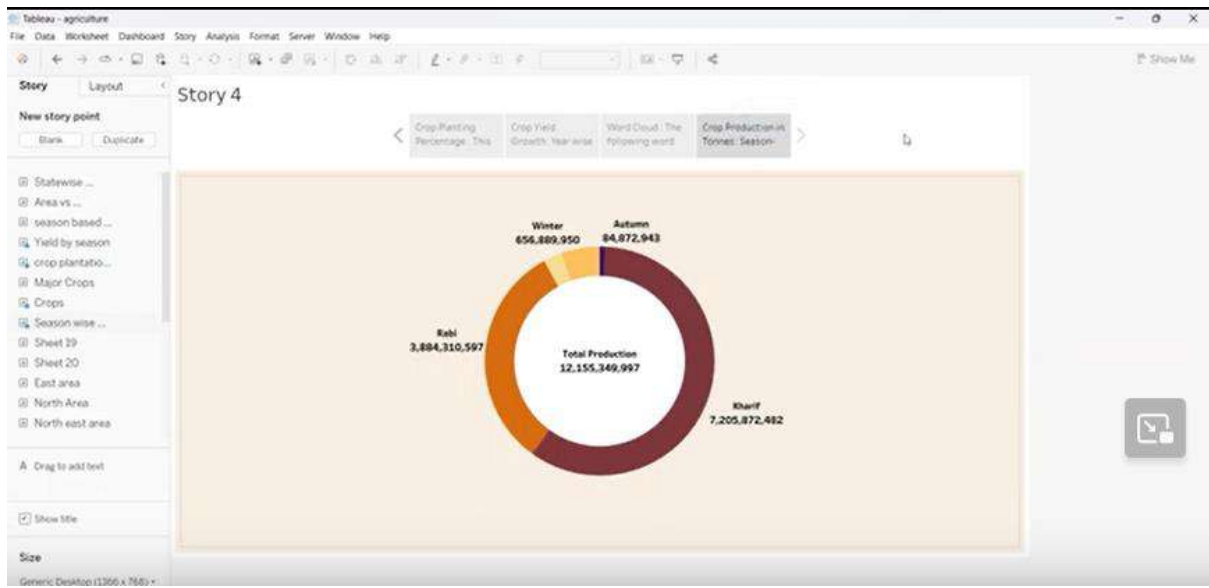 Tableau - agriculture
File Data Worksheet Dashboard Story Analysis Format Server Window Help
Show Me
Story Layout
New story point
Blank Duplicate
Statewise ...
Area vs ...
season based ...
Yield by season
crop plantatio...
Major Crops
Crops
Season wise ...
Sheet 19
Sheet 20
East area
North Area
North east area
A Drag to add text
Show title
Size
Generic Desktop (1366 x 768)
Story 4
Crop Planting
Percentage: This
Crop Yield
Growth: Year wise
Word Cloud: The
following word
Crop Production in
Tonnes: Season-
Winter
656,889,950
Autumn
84,872,943
Rabi
3,884,310,597
Total Production
12,155,349,997
Kharif
7,205,872,482